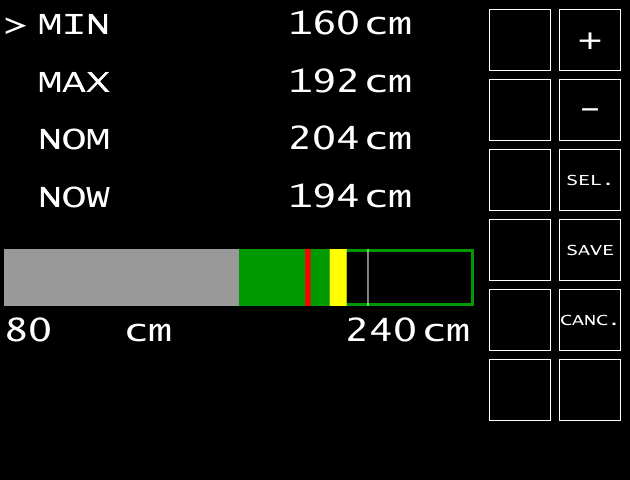 > MIN 160 cm
MAX 192 cm
NOM 204 cm
NOW 194 cm
80 cm 240 cm
+
-
SEL.
SAVE
CANC.